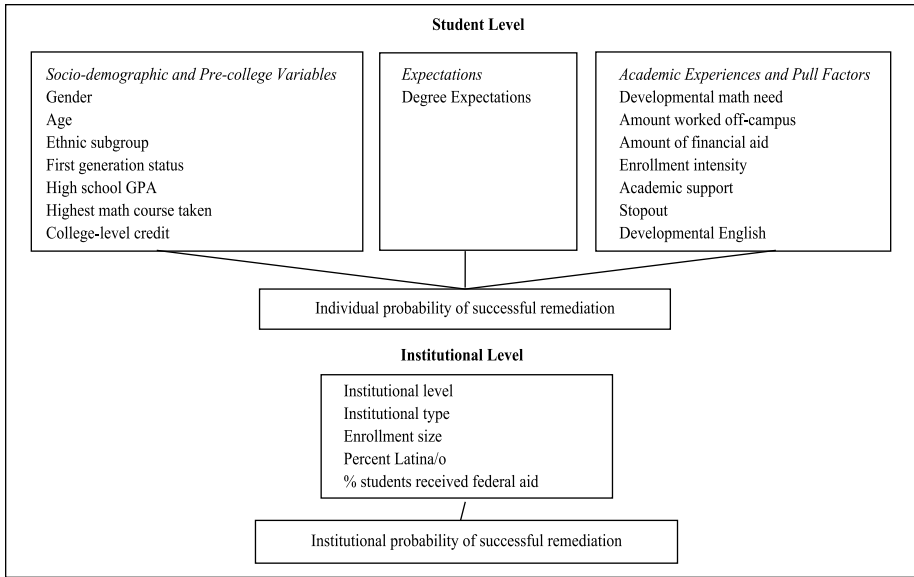 Student Level
Socio-demographic and Pre-college Variables
Gender
Age
Ethnic subgroup
First generation status
High school GPA
Highest math course taken
College-level credit
Expectations
Degree Expectations
Academic Experiences and Pull Factors
Developmental math need
Amount worked off-campus
Amount of financial aid
Enrollment intensity
Academic support
Stopout
Developmental English
Individual probability of successful remediation
Institutional Level
Institutional level
Institutional type
Enrollment size
Percent Latina/o
% students received federal aid
Institutional probability of successful remediation